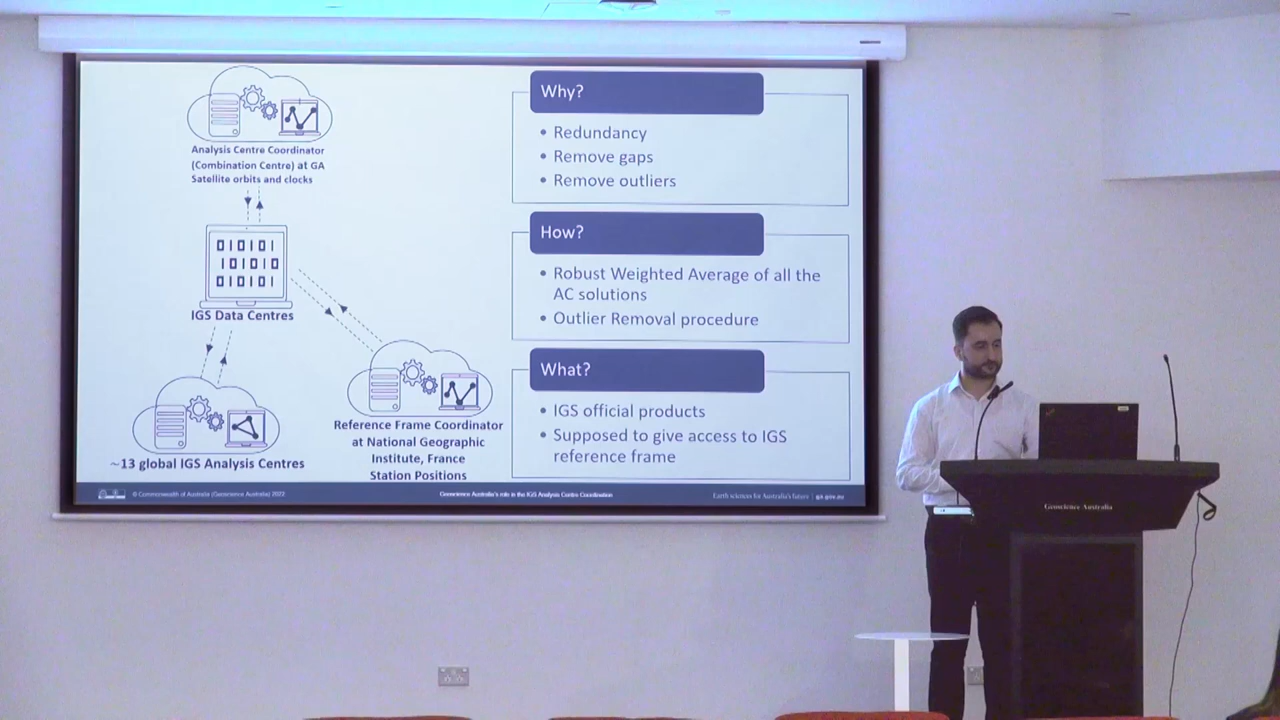 Analysis Centre Coordinator
(Combination Centre) at GA
Satellite orbits and clocks
010101
101010
010101
IGS Data Centres
~13 global IGS Analysis Centres
Reference Frame Coordinator
at National Geographic
Institute, France
Station Positions
Why?
• Redundancy
• Remove gaps
• Remove outliers
How?
• Robust Weighted Average of all the
AC solutions
• Outlier Removal procedure
What?
• IGS official products
• Supposed to give access to IGS
reference frame
© Commonwealth of Australia (Geoscience Australia) 2022
Geoscience Australia's role in the IGS Analysis Centre Coordination
Earth sciences for Australia's future | ga.gov.au
Geoscience Australia